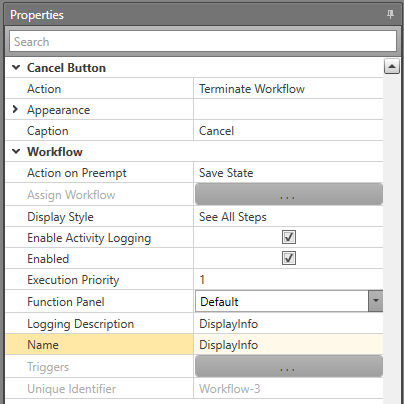 Properties
Search
Cancel Button
Action Terminate Workflow
Appearance
Caption Cancel
Workflow
Action on Preempt Save State
Assign Workflow ...
Display Style See All Steps
Enable Activity Logging
Enabled
Execution Priority 1
Function Panel Default
Logging Description DisplayInfo
Name DisplayInfo
Triggers ...
Unique Identifier Workflow-3